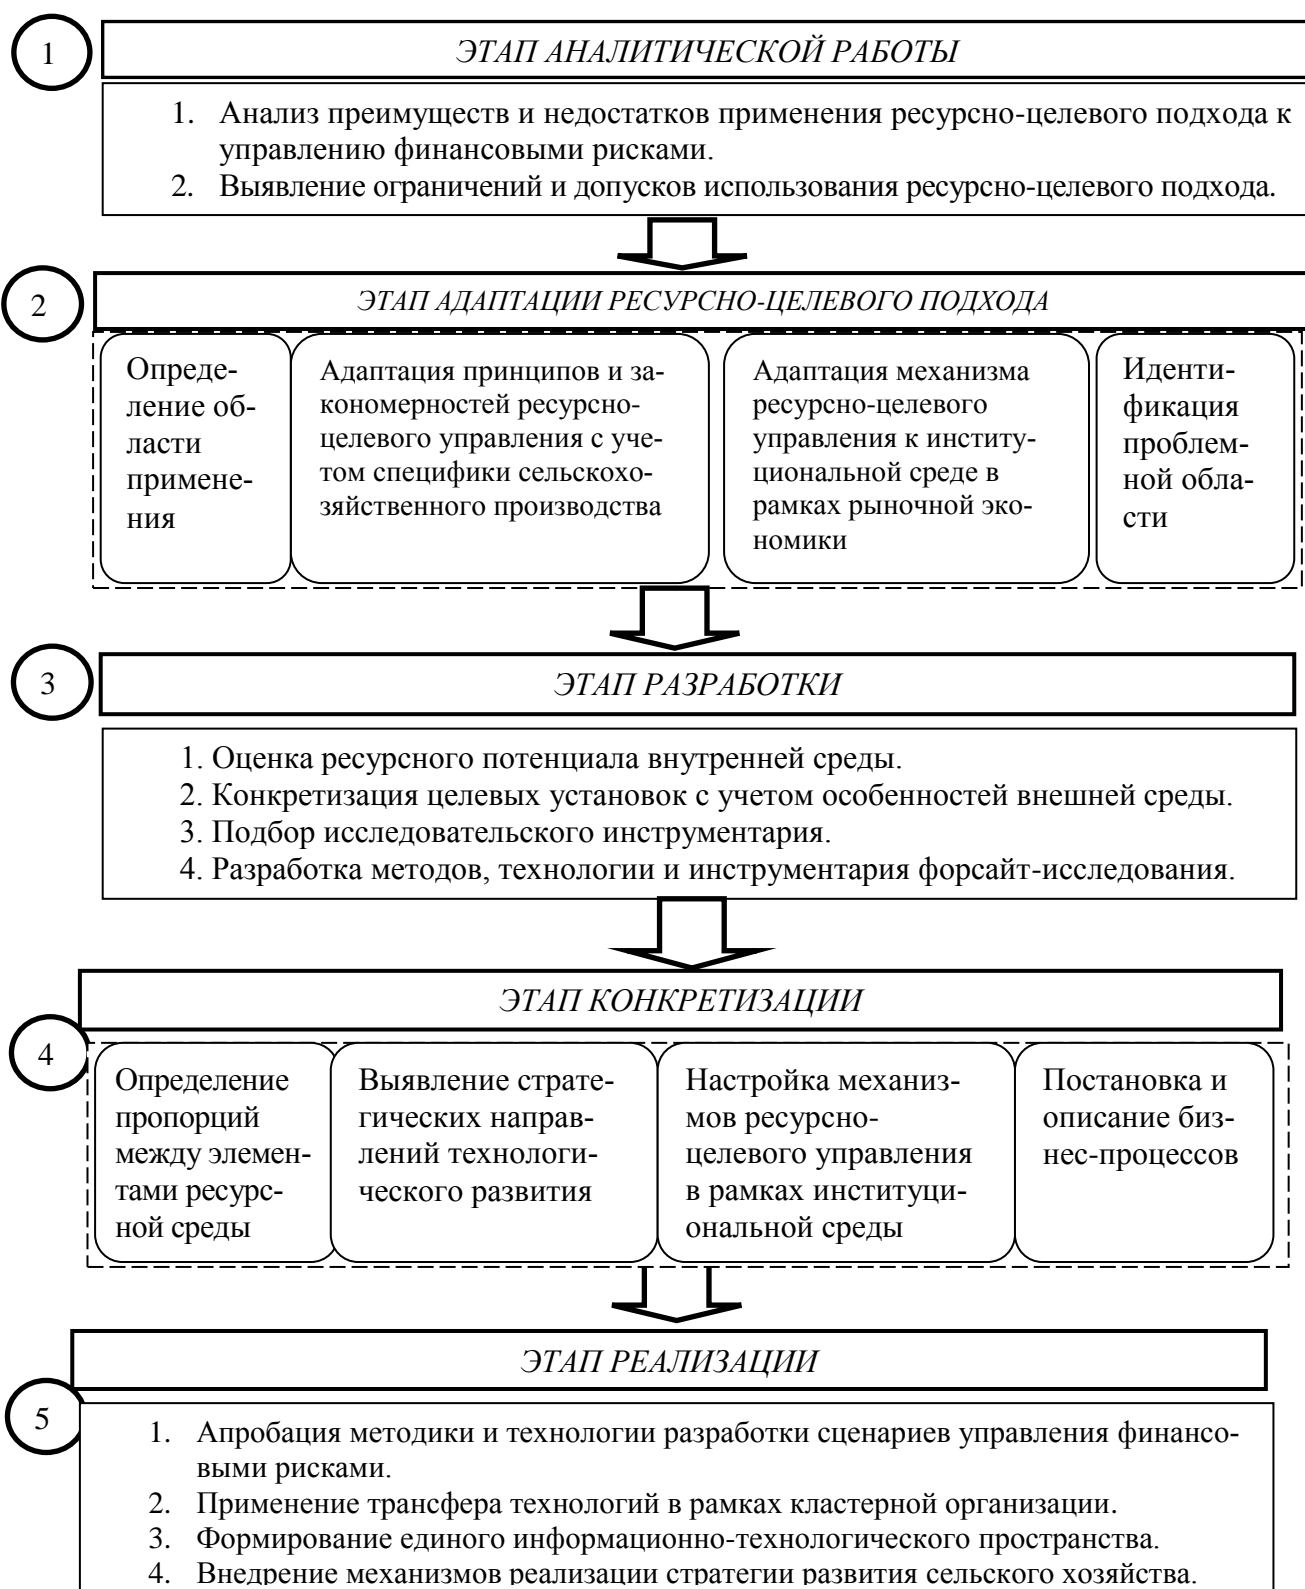 1
ЭТАП АНАЛИТИЧЕСКОЙ РАБОТЫ
1. Анализ преимуществ и недостатков применения ресурсно-целевого подхода к
управлению финансовыми рисками.
2. Выявление ограничений и допусков использования ресурсно-целевого подхода.
2
ЭТАП АДАПТАЦИИ РЕСУРСНО-ЦЕЛЕВОГО ПОДХОДА
Опреде-
ление об-
ласти
примене-
ния
Адаптация принципов и за-
кономерностей ресурсно-
целевого управления с уче-
том специфики сельскохо-
зяйственного производства
Адаптация механизма
ресурсно-целевого
управления к институ-
циональной среде в
рамках рыночной эко-
номики
Иденти-
фикация
проблем-
ной обла-
сти
3
ЭТАП РАЗРАБОТКИ
1. Оценка ресурсного потенциала внутренней среды.
2. Конкретизация целевых установок с учетом особенностей внешней среды.
3. Подбор исследовательского инструментария.
4. Разработка методов, технологии и инструментария форсайт-исследования.
ЭТАП КОНКРЕТИЗАЦИИ
4
Определение
пропорций
между элемен-
тами ресурс-
ной среды
Выявление страте-
гических направ-
лений технологи-
ческого развития
Настройка механиз-
мов ресурсно-
целевого управления
в рамках институци-
ональной среды
Постановка и
описание биз-
нес-процессов
ЭТАП РЕАЛИЗАЦИИ
5
1. Апробация методики и технологии разработки сценариев управления финансо-
выми рисками.
2. Применение трансфера технологий в рамках кластерной организации.
3. Формирование единого информационно-технологического пространства.
4. Внедрение механизмов реализации стратегии развития сельского хозяйства.